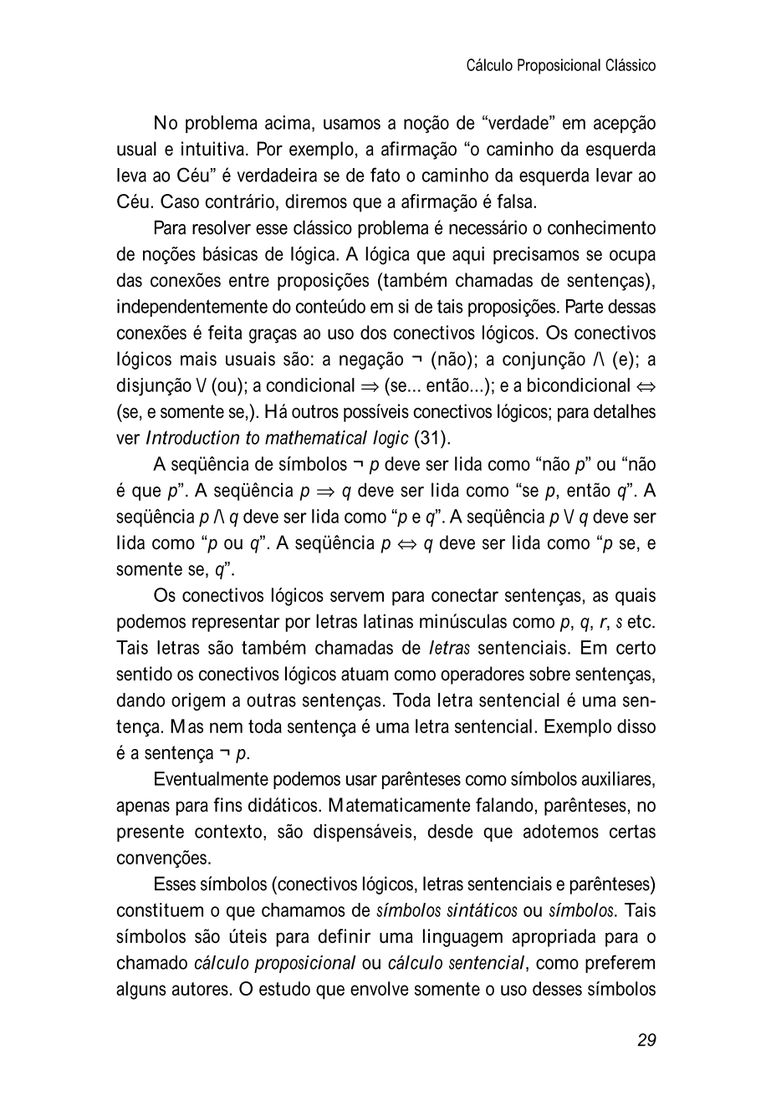 Cálculo Proposicional Clássico
No problema acima, usamos a noção de “verdade” em acepção
usual e intuitiva. Por exemplo, a afirmação “o caminho da esquerda
leva ao Céu” é verdadeira se de fato o caminho da esquerda levar ao
Céu. Caso contrário, diremos que a afirmação é falsa.
Para resolver esse clássico problema é necessário o conhecimento
de noções básicas de lógica. A lógica que aqui precisamos se ocupa
das conexões entre proposições (também chamadas de sentenças),
independentemente do conteúdo em si de tais proposições. Parte dessas
conexões é feita graças ao uso dos conectivos lógicos. Os conectivos
lógicos mais usuais são: a negação ¬ (não); a conjunção /\ (e); a
disjunção \/ (ou); a condicional ⇒ (se... então...); e a bicondicional ⇔
(se, e somente se,). Há outros possíveis conectivos lógicos; para detalhes
ver Introduction to mathematical logic (31).
A seqüência de símbolos ¬ p deve ser lida como “não p” ou “não
é que p”. A seqüência p ⇒ q deve ser lida como “se p, então q”. A
seqüência p /\ q deve ser lida como “p e q”. A seqüência p \/ q deve ser
lida como “p ou q”. A seqüência p ⇔ q deve ser lida como “p se, e
somente se, q”.
Os conectivos lógicos servem para conectar sentenças, as quais
podemos representar por letras latinas minúsculas como p, q, r, s etc.
Tais letras são também chamadas de letras sentenciais. Em certo
sentido os conectivos lógicos atuam como operadores sobre sentenças,
dando origem a outras sentenças. Toda letra sentencial é uma sen-
tença. Mas nem toda sentença é uma letra sentencial. Exemplo disso
é a sentença ¬ p.
Eventualmente podemos usar parênteses como símbolos auxiliares,
apenas para fins didáticos. Matematicamente falando, parênteses, no
presente contexto, são dispensáveis, desde que adotemos certas
convenções.
Esses símbolos (conectivos lógicos, letras sentenciais e parênteses)
constituem o que chamamos de símbolos sintáticos ou símbolos. Tais
símbolos são úteis para definir uma linguagem apropriada para o
chamado cálculo proposicional ou cálculo sentencial, como preferem
alguns autores. O estudo que envolve somente o uso desses símbolos
29